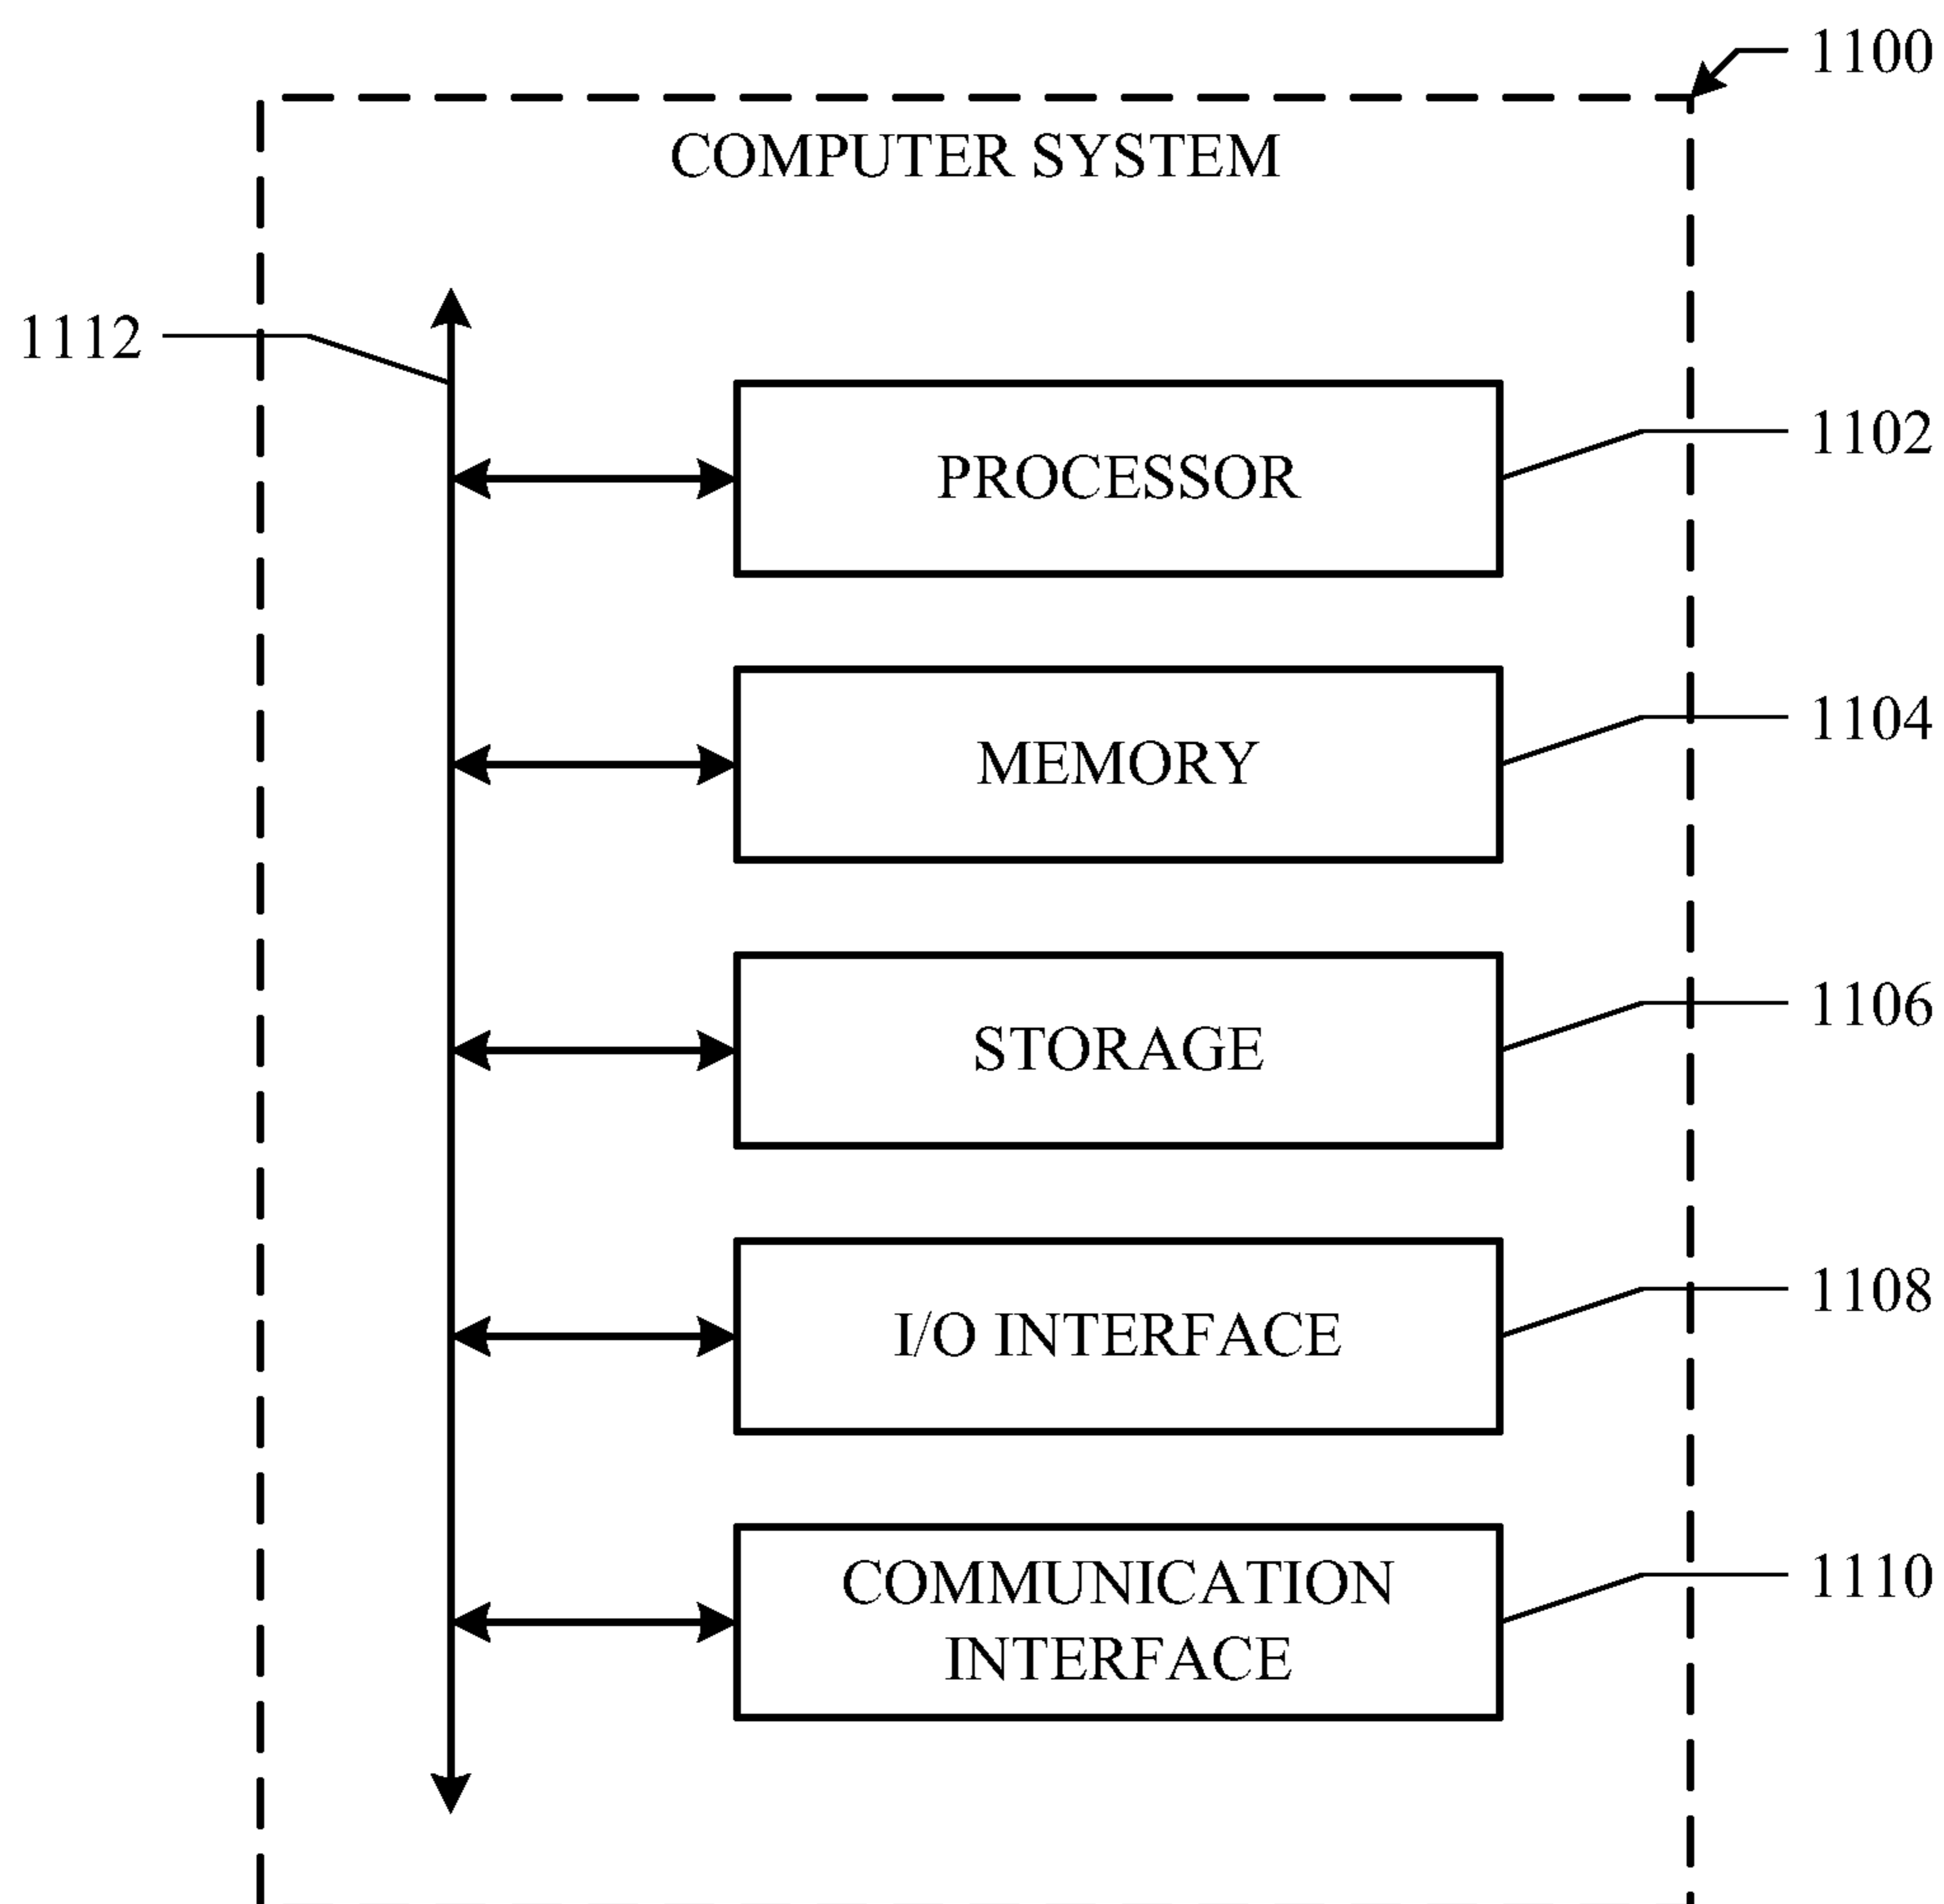 1100
COMPUTER SYSTEM
1112
1102
PROCESSOR
1104
MEMORY
1106
STORAGE
1108
I/O INTERFACE
1110
COMMUNICATION
INTERFACE